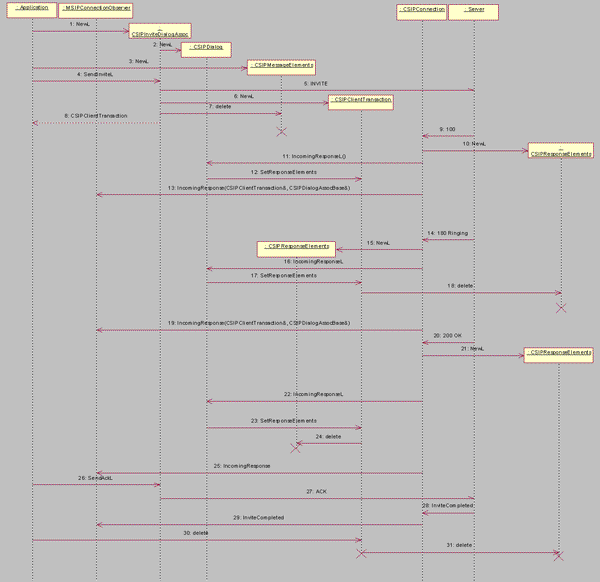 : Application
: MSIPConnectionObserver
: CSIPConnection
: Server
1: NewL
: CSIPInviteDialogAssoc
2: NewL
: CSIPDialog
3: NewL
: CSIPMessageElements
4: SendInviteL
5: INVITE
6: NewL
: CSIPClientTransaction
7: delete
8: CSIPClientTransaction
9: 100
10: NewL
: CSIPResponseElements
11: IncomingResponseL()
12: SetResponseElements
13: IncomingResponse(CSIPClientTransaction&, CSIPDialogAssocBase&)
14: 180 Ringing
: CSIPResponseElements
15: NewL
16: IncomingResponseL
17: SetResponseElements
18: delete
19: IncomingResponse(CSIPClientTransaction&, CSIPDialogAssocBase&)
20: 200 OK
21: NewL
: CSIPResponseElements
22: IncomingResponseL
23: SetResponseElements
24: delete
25: IncomingResponse
26: SendAckL
27: ACK
28: InviteCompleted
29: InviteCompleted
30: delete
31: delete